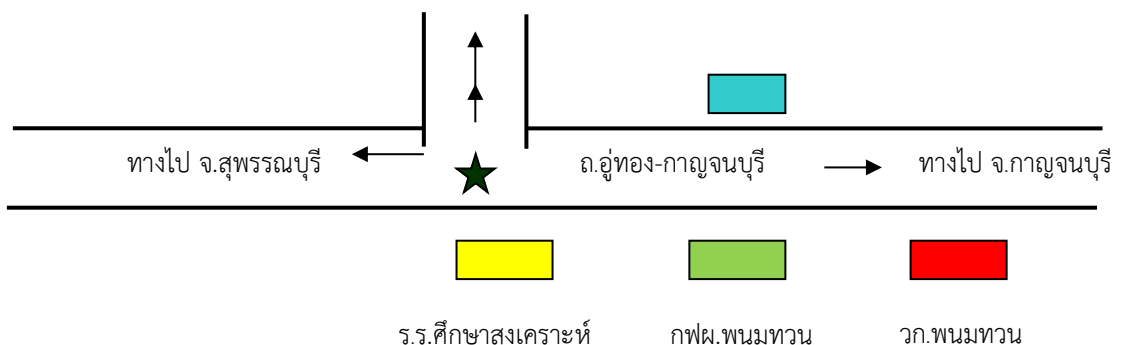 ทางไป จ.สุพรรณบุรี ถ.อู่ทอง-กาญจนบุรี ทางไป จ.กาญจนบุรี
ร.ร.ศึกษาสงเคราะห์ กฟผ.พนมทวน วก.พนมทวน